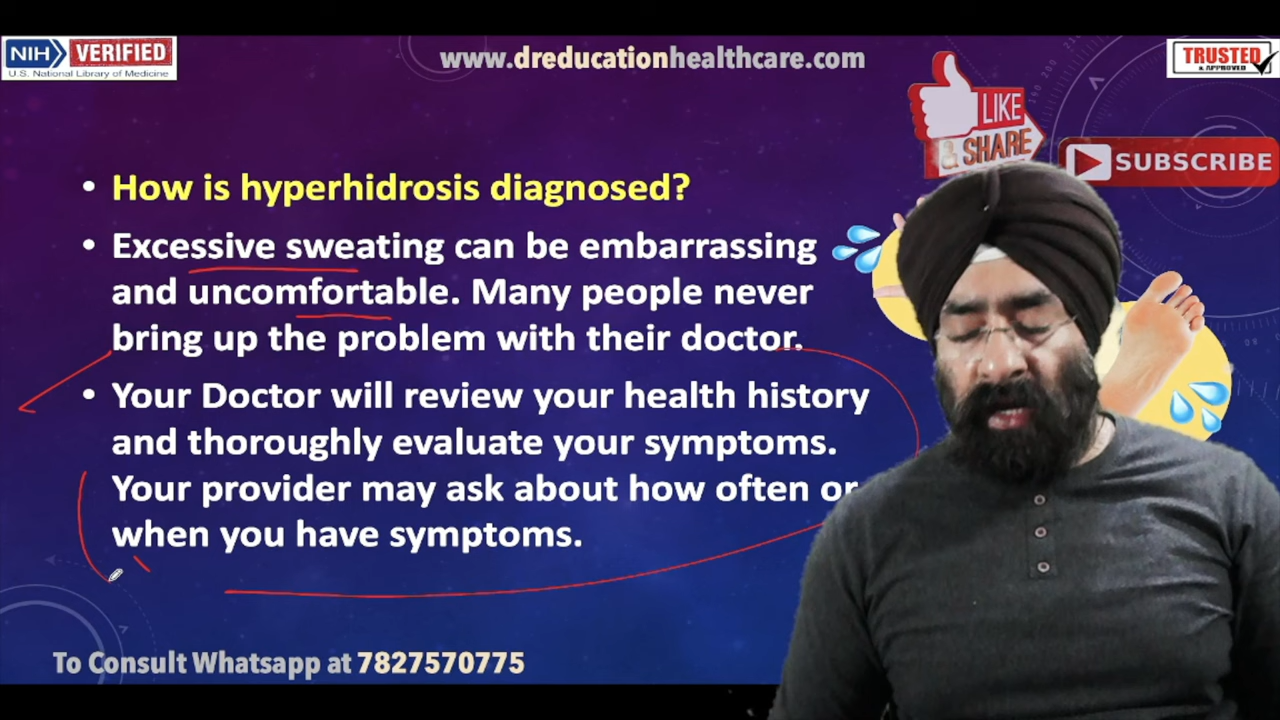 NIH VERIFIED
U.S. National Library of Medicine
www.dreducationhealthcare.com
TRUSTED
& APPROVED
LIKE
& SHARE
SUBSCRIBE
• How is hyperhidrosis diagnosed?
• Excessive sweating can be embarrassing
and uncomfortable. Many people never
bring up the problem with their doctor.
• Your Doctor will review your health history
and thoroughly evaluate your symptoms.
Your provider may ask about how often or
when you have symptoms.
To Consult Whatsapp at 7827570775